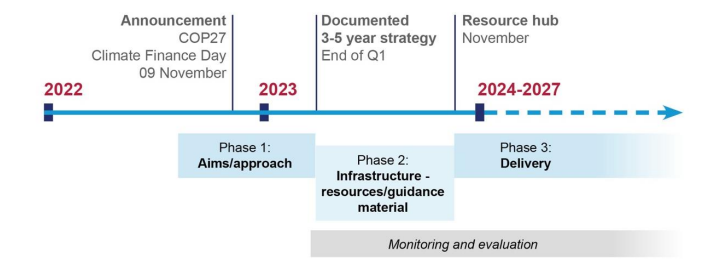 Announcement
COP27
Climate Finance Day
09 November
Documented
3-5 year strategy
End of Q1
Resource hub
November
2022
2023
2024-2027
Phase 1:
Aims/approach
Phase 2:
Infrastructure -
resources/guidance
material
Phase 3:
Delivery
Monitoring and evaluation